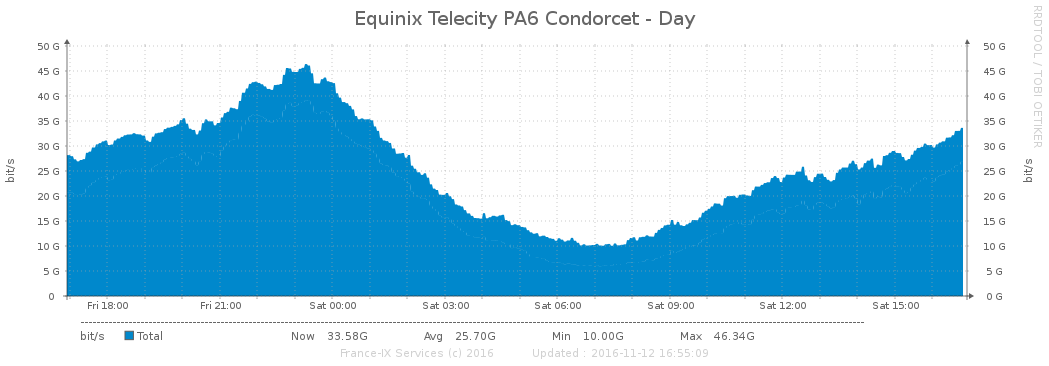 Equinix Telecity PA6 Condorcet - Day
RRDTOOL / TOBI OETIKER
50 G 50 G
45 G 45 G
40 G 40 G
35 G 35 G
30 G 30 G
25 G 25 G
20 G 20 G
15 G 15 G
10 G 10 G
5 G 5 G
0 0 G
bit/s bit/s
Fri 18:00 Fri 21:00 Sat 00:00 Sat 03:00 Sat 06:00 Sat 09:00 Sat 12:00 Sat 15:00
bit/s Total Now 33.58G Avg 25.70G Min 10.00G Max 46.34G
France-IX Services (c) 2016 Updated : 2016-11-12 16:55:09